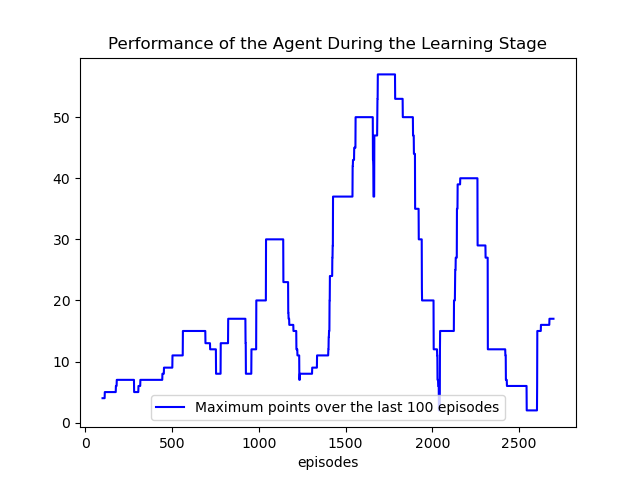 Performance of the Agent During the Learning Stage
50
40
30
20
10
0
Maximum points over the last 100 episodes
0 500 1000 1500 2000 2500
episodes